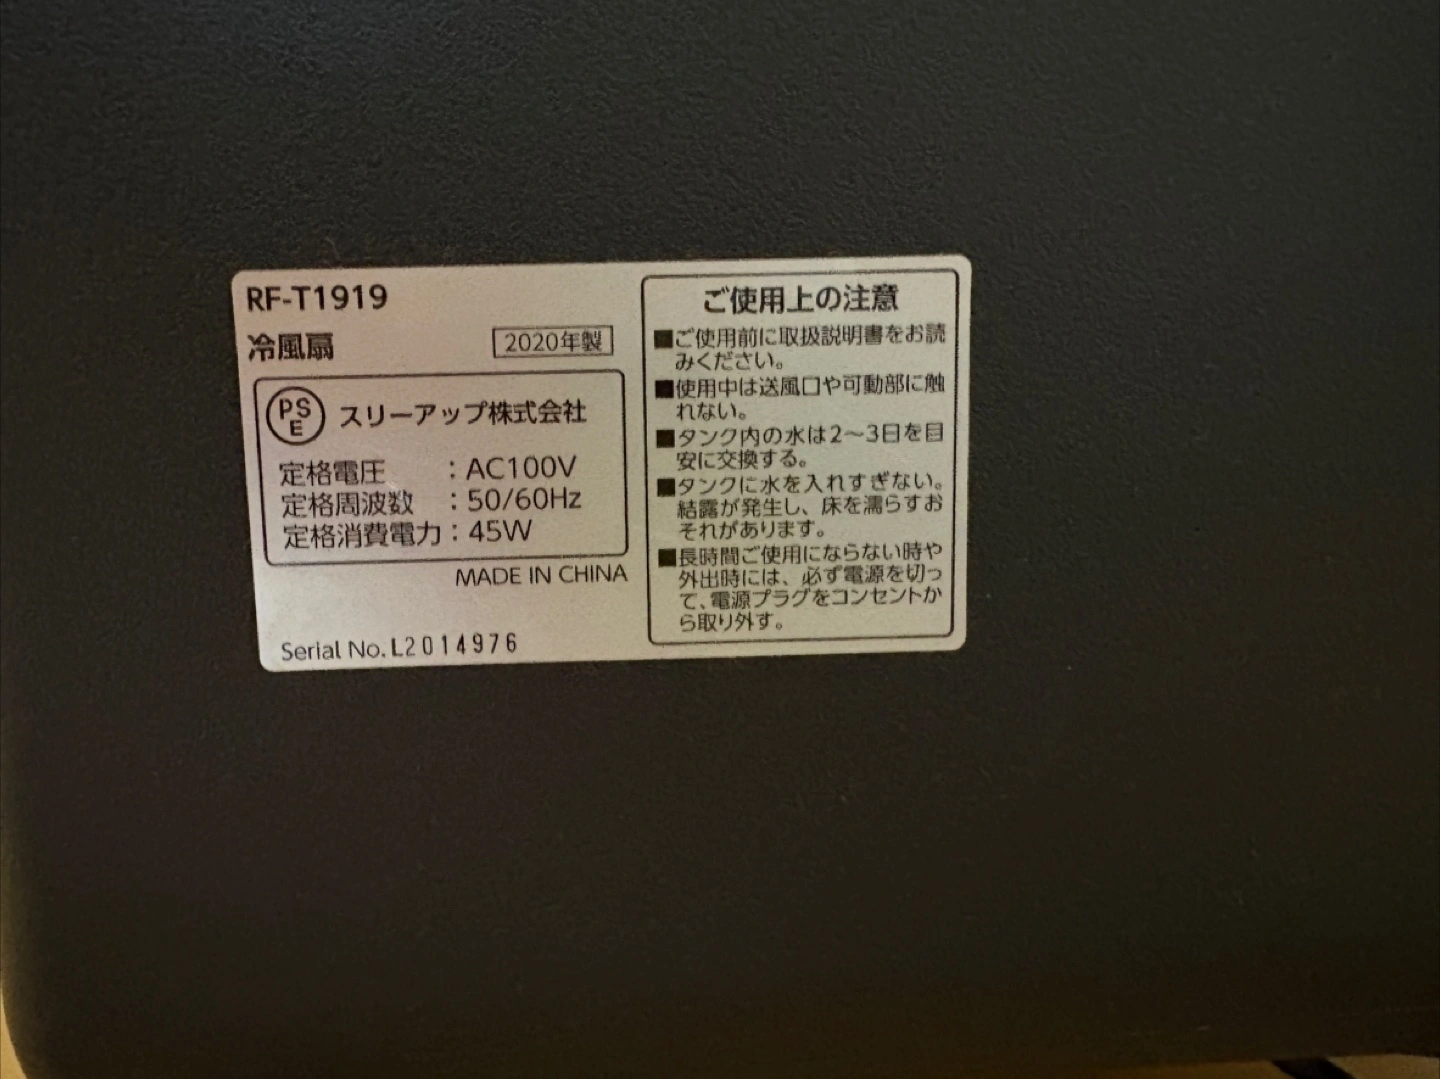 RF-T1919
冷風扇
2020年製
PS
E
スリーアップ株式会社
定格電圧 : AC100V
定格周波数 : 50/60Hz
定格消費電力 : 45W
MADE IN CHINA
Serial No. L2014976
ご使用上の注意
■ご使用前に取扱説明書をお読
みください。
■使用中は送風口や可動部に触
れない。
■タンク内の水は2〜3日を目
安に交換する。
■タンクに水を入れすぎない。
結露が発生し、床を濡らすお
それがあります。
■長時間ご使用にならない時や
外出時には、必ず電源を切っ
て、電源プラグをコンセントか
ら取り外す。